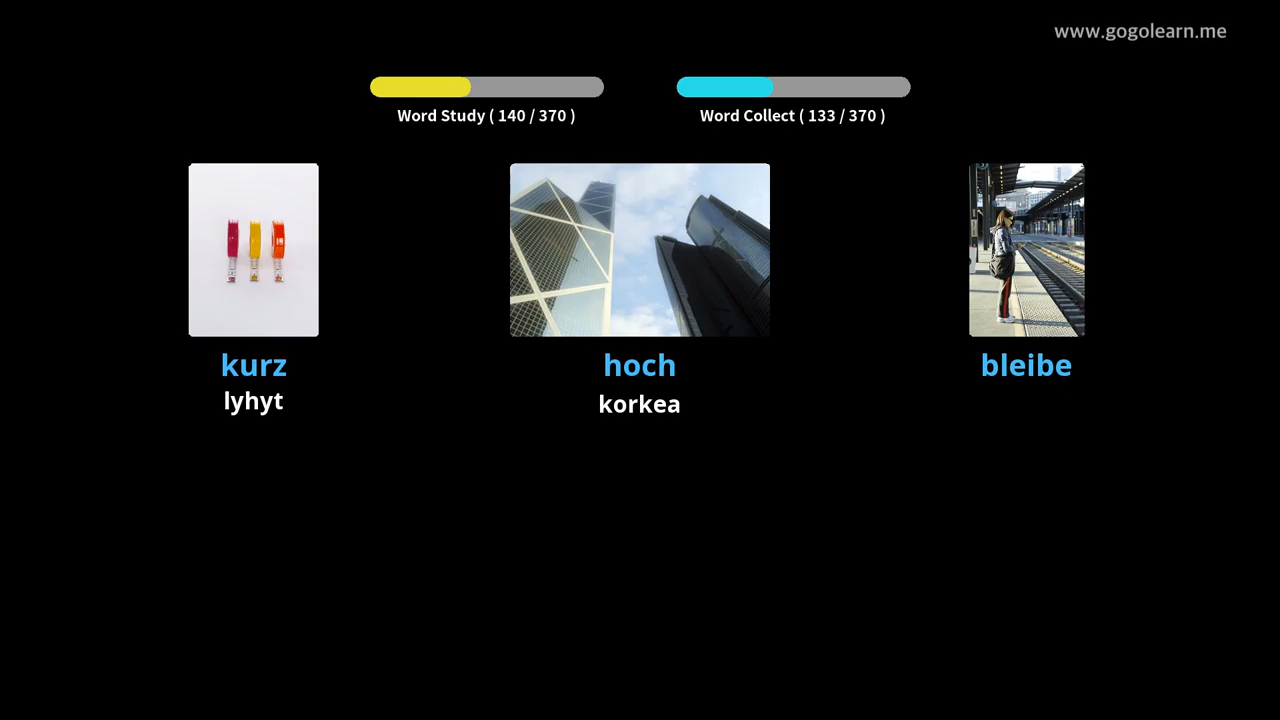 www.gogolearn.me
Word Study ( 140 / 370 )
Word Collect ( 133 / 370 )
kurz
lyhyt
hoch
korkea
bleibe